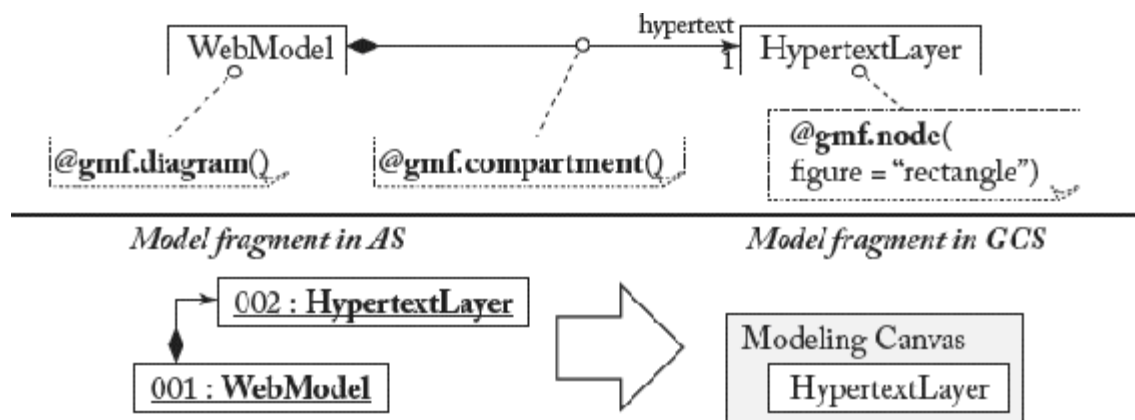 hypertext
WebModel
1
HypertextLayer
@gmf.diagram()
@gmf.compartment()
@gmf.node(
figure = “rectangle”)
Model fragment in AS
Model fragment in GCS
002 : HypertextLayer
001 : WebModel
Modeling Canvas
HypertextLayer